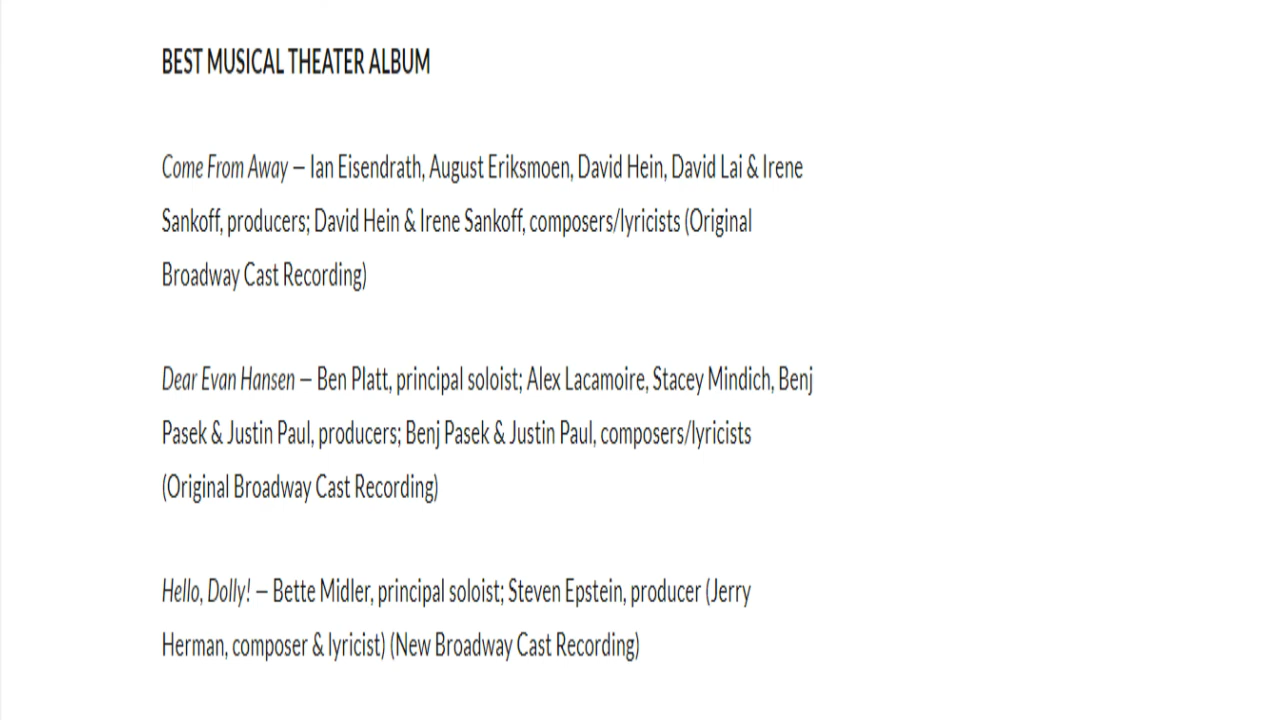 BEST MUSICAL THEATER ALBUM
Come From Away — Ian Eisendrath, August Eriksmoen, David Hein, David Lai & Irene
Sankoff, producers; David Hein & Irene Sankoff, composers/lyricists (Original
Broadway Cast Recording)
Dear Evan Hansen — Ben Platt, principal soloist; Alex Lacamoire, Stacey Mindich, Benj
Pasek & Justin Paul, producers; Benj Pasek & Justin Paul, composers/lyricists
(Original Broadway Cast Recording)
Hello, Dolly! — Bette Midler, principal soloist; Steven Epstein, producer (Jerry
Herman, composer & lyricist) (New Broadway Cast Recording)